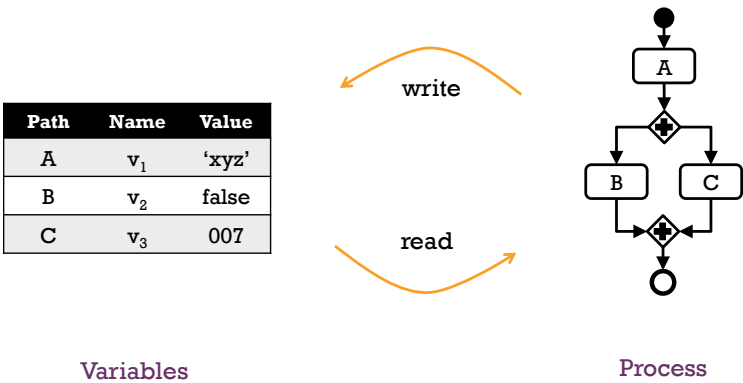 write
Path Name Value
A v₁ ‘xyz’
B v₂ false
C v₃ 007
read
Variables
A
B C
Process